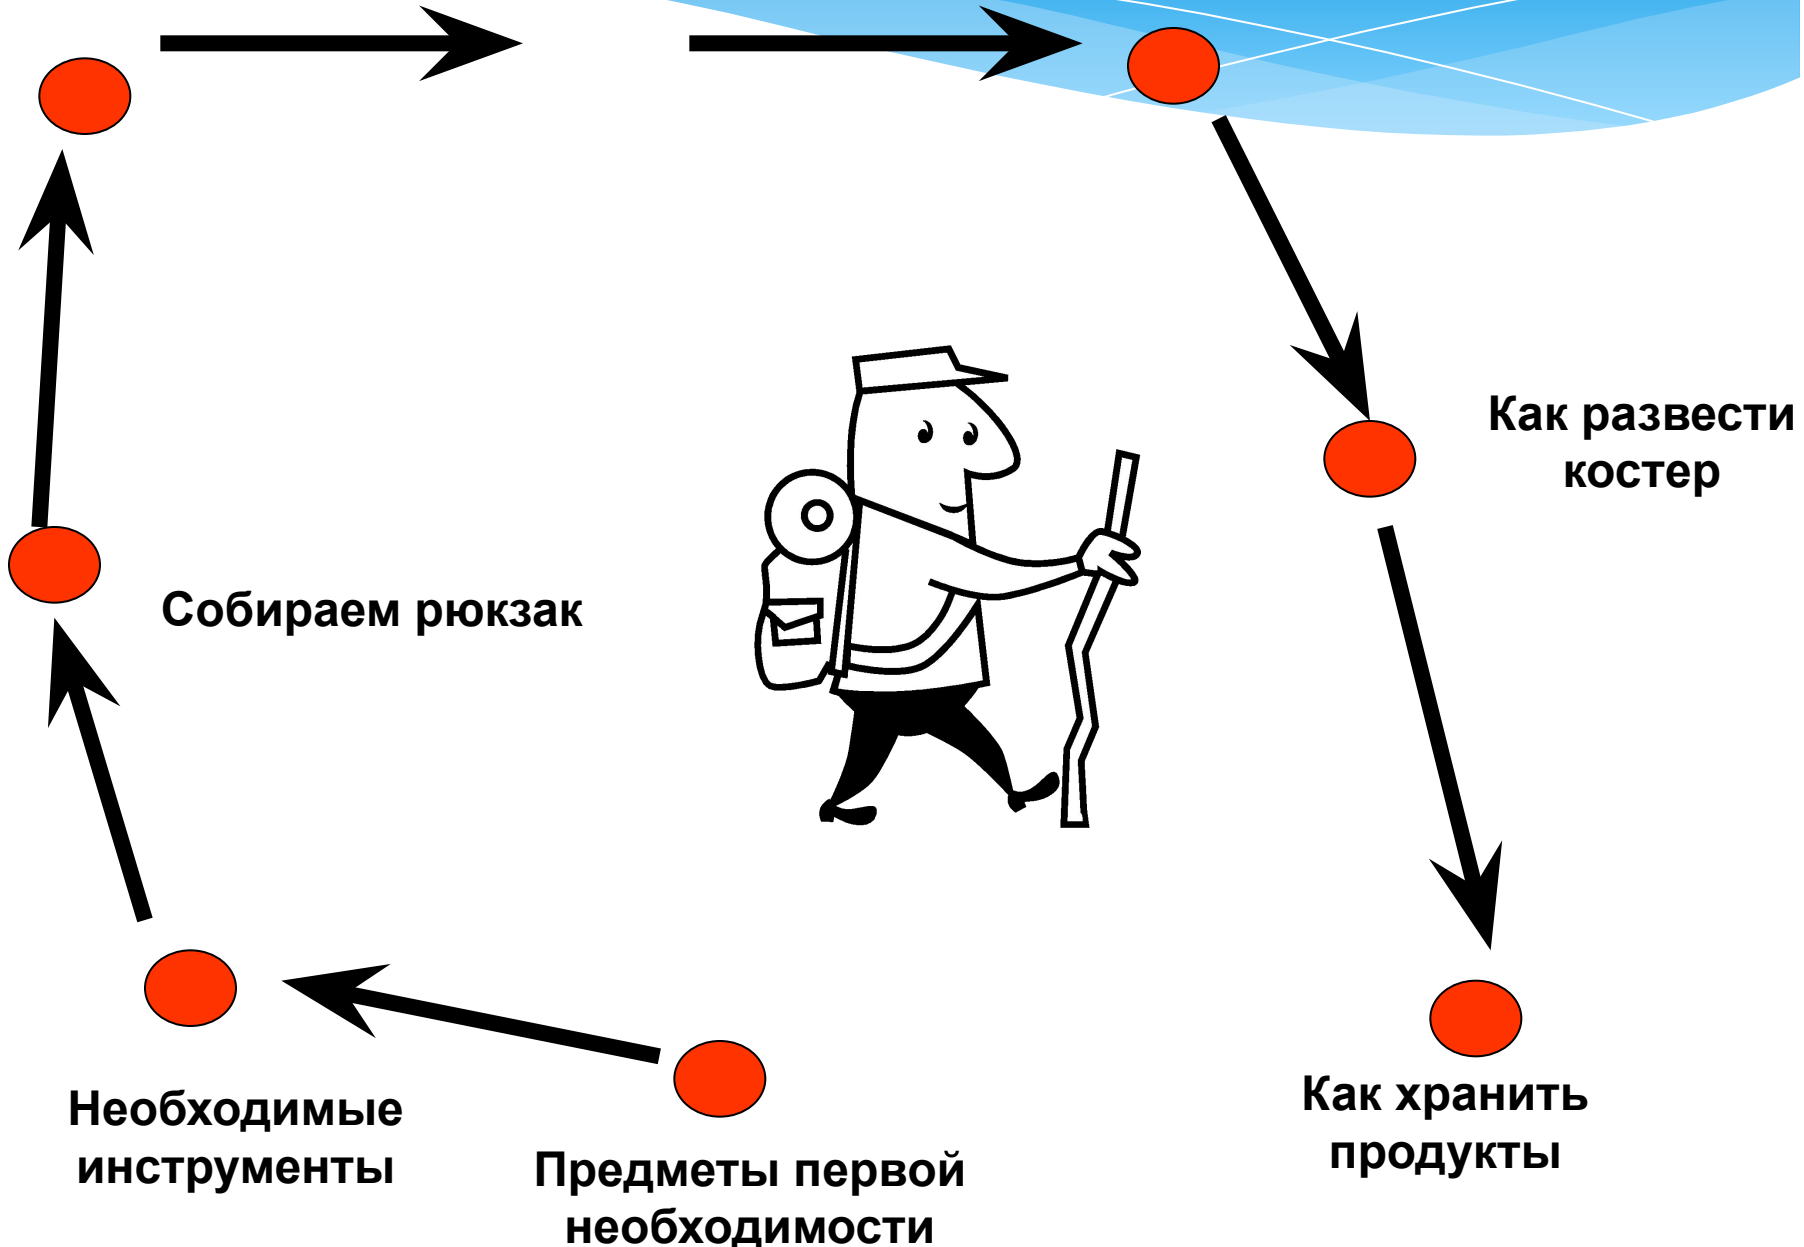 Как развести
костер
Собираем рюкзак
Необходимые
инструменты
Предметы первой
необходимости
Как хранить
продукты